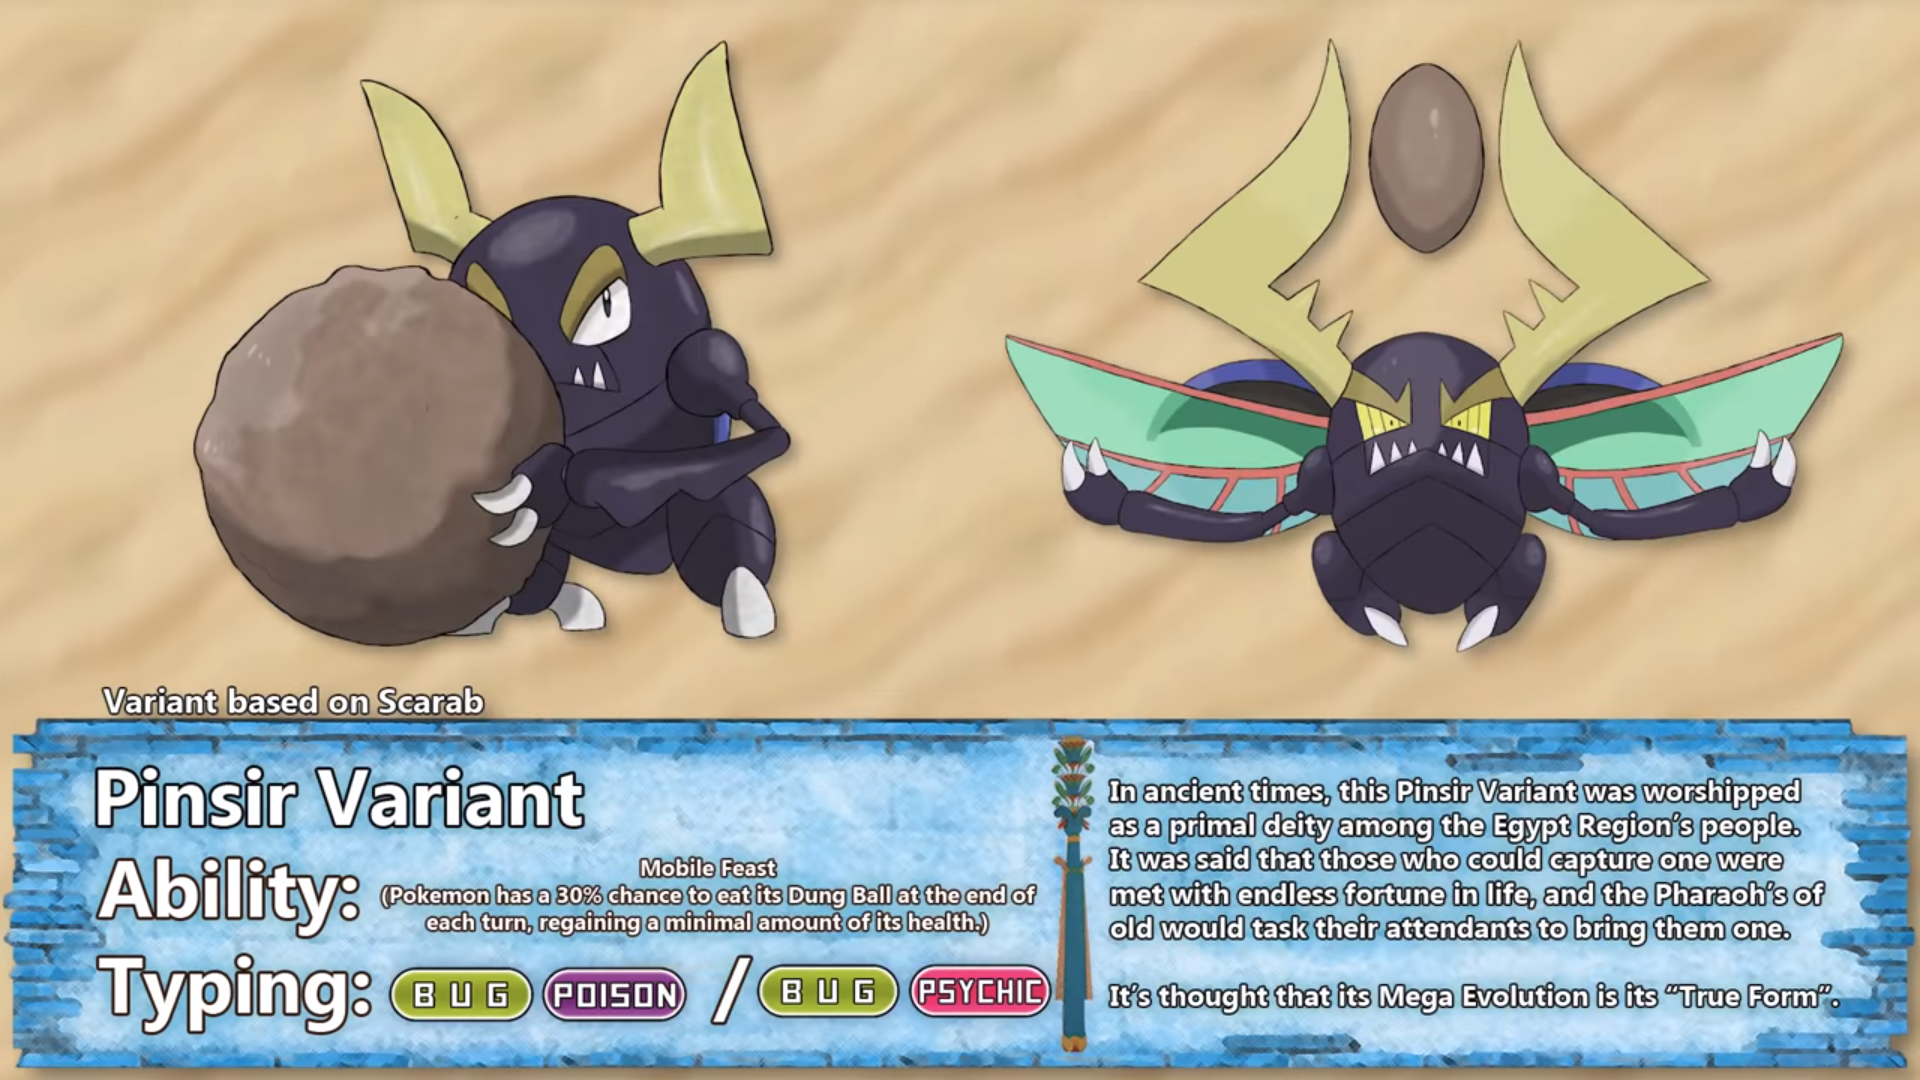 Variant based on Scarab
Pinsir Variant
Ability:
Mobile Feast
(Pokemon has a 30% chance to eat its Dung Ball at the end of
each turn, regaining a minimal amount of its health.)
Typing:
BUG POISON / BUG PSYCHIC
In ancient times, this Pinsir Variant was worshipped
as a primal deity among the Egypt Region's people.
It was said that those who could capture one were
met with endless fortune in life, and the Pharaoh's of
old would task their attendants to bring them one.
It's thought that its Mega Evolution is its “True Form”.